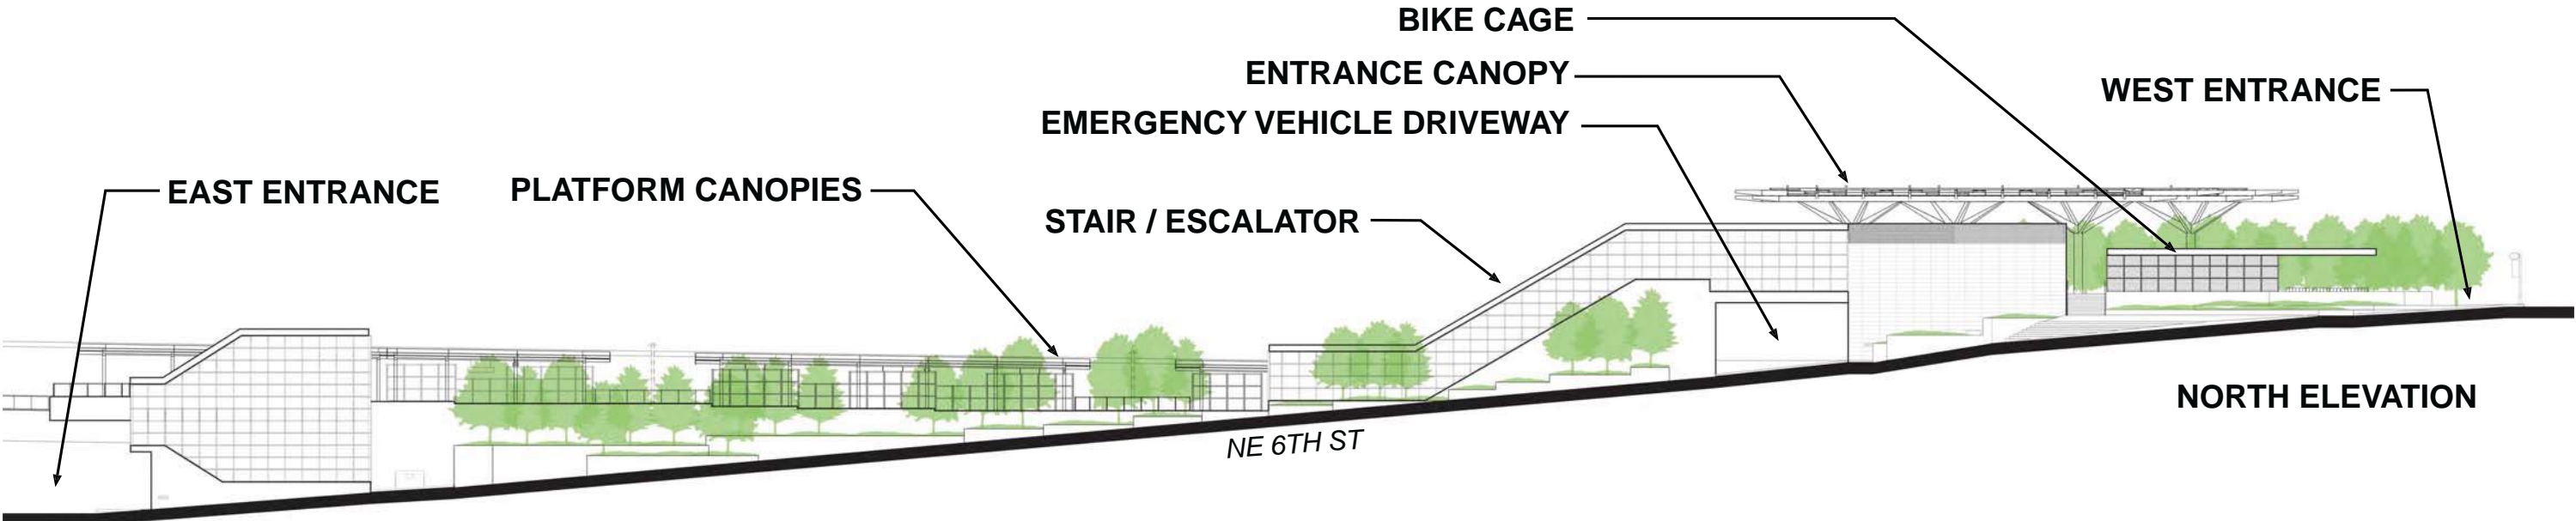 BIKE CAGE
ENTRANCE CANOPY
WEST ENTRANCE
EMERGENCY VEHICLE DRIVEWAY
EAST ENTRANCE
PLATFORM CANOPIES
STAIR / ESCALATOR
NORTH ELEVATION
NE 6TH ST